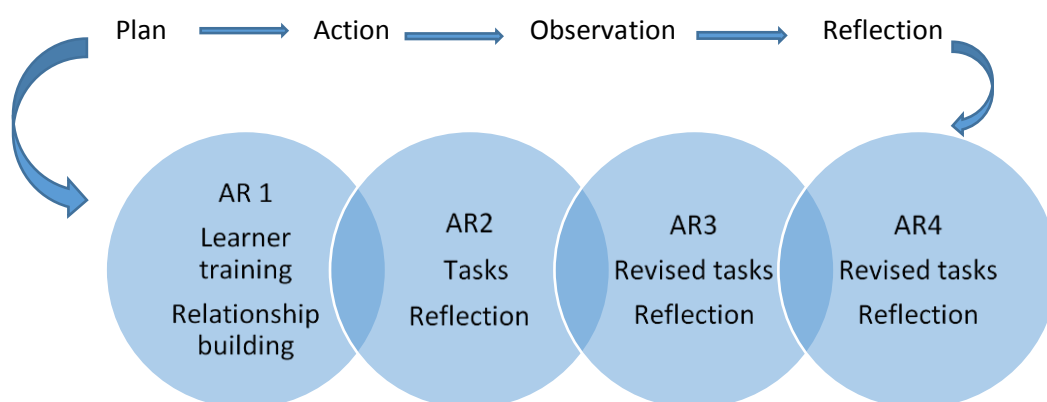 Plan Action Observation Reflection
AR 1
Learner
training
Relationship
building
AR2
Tasks
Reflection
AR3
Revised tasks
Reflection
AR4
Revised tasks
Reflection